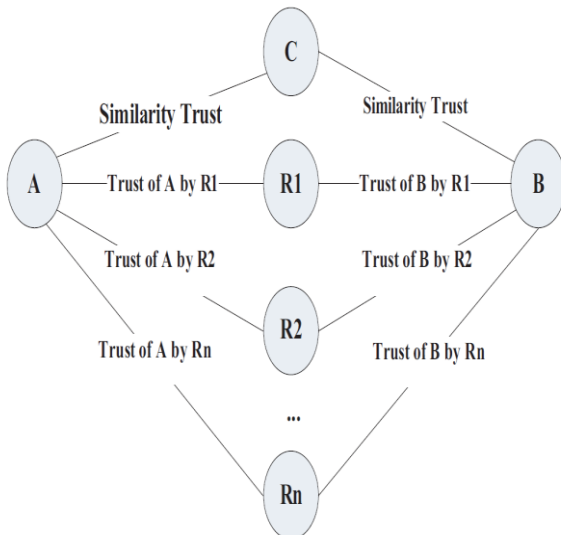 C
Similarity Trust
Similarity Trust
A
Trust of A by R1
R1
Trust of B by R1
B
Trust of A by R2
Trust of B by R2
R2
Trust of A by Rn
Trust of B by Rn
...
Rn